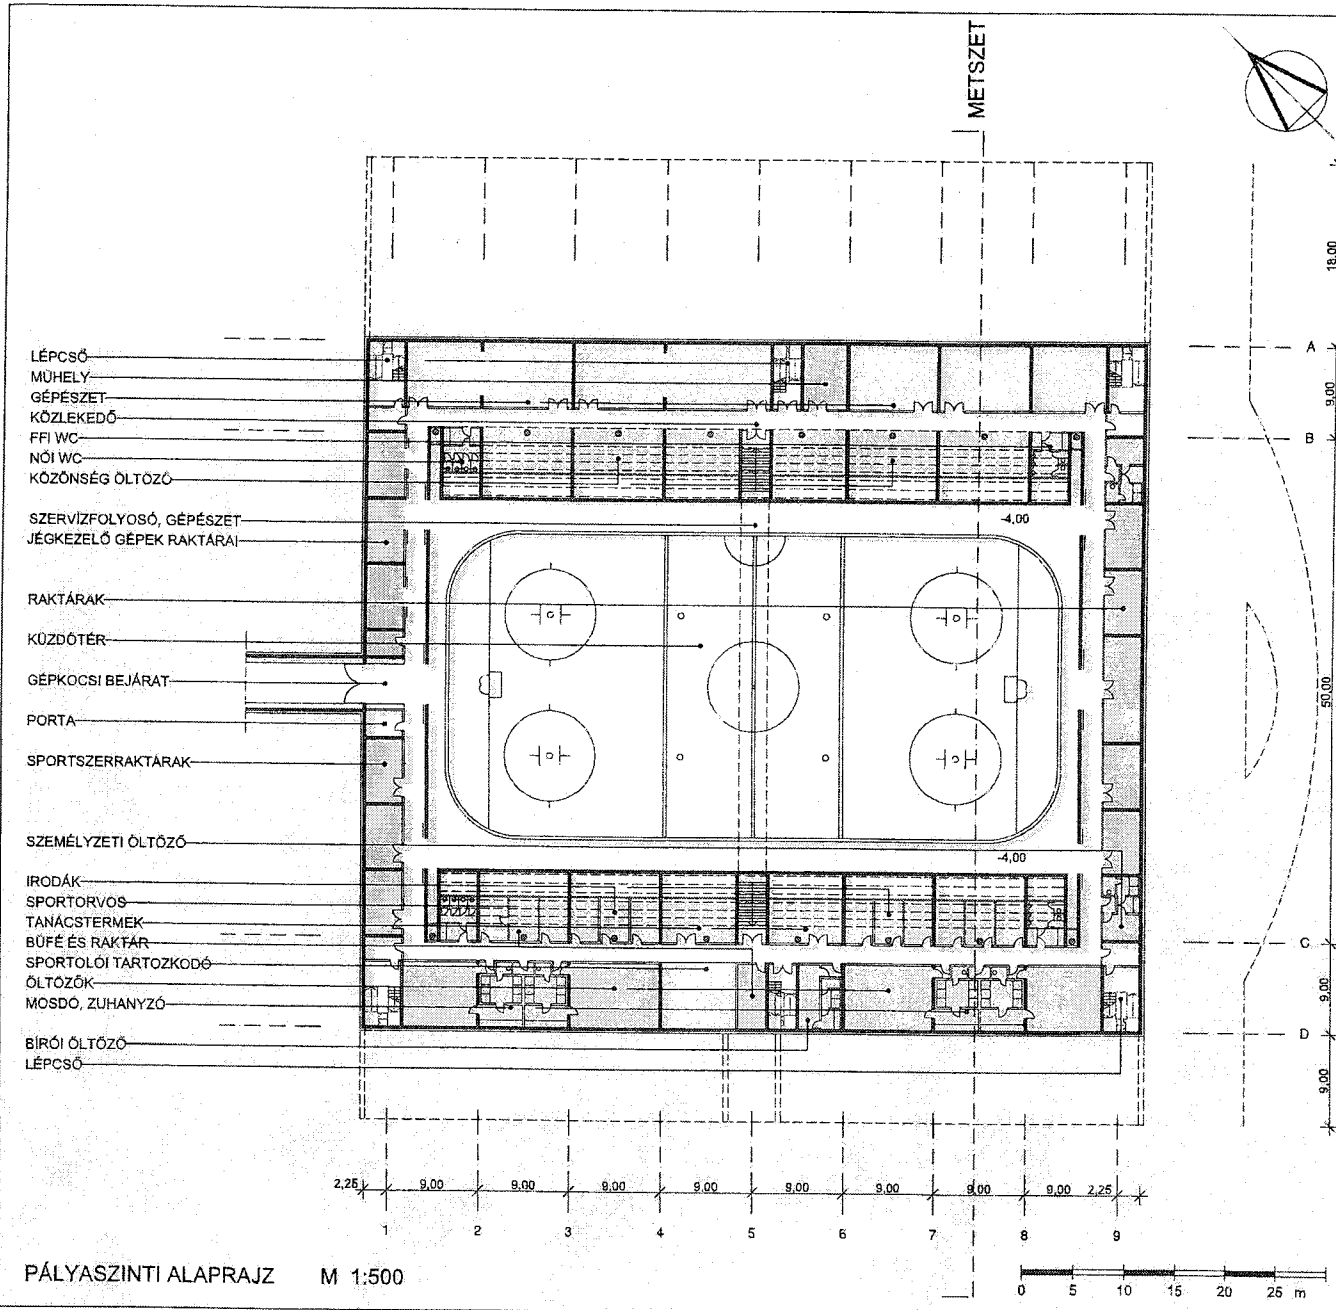 METSZET
18,00
LÉPCSŐ
MŰHELY
GÉPÉSZET
KÖZLEKEDŐ
FFI WC
NŐI WC
KÖZÖNSÉG ÖLTÖZŐ
SZERVÍZFOLYOSÓ, GÉPÉSZET
JÉGKEZELŐ GÉPEK RAKTÁRAI
RAKTÁRAK
KÜZDŐTÉR
GÉPKOCSI BEJÁRAT
PORTA
SPORTSZERRAKTÁRAK
SZEMÉLYZETI ÖLTÖZŐ
IRODÁK
SPORTORVOS
TANÁCSTERMEK
BÜFÉ ÉS RAKTÁR
SPORTOLÓI TARTOZKODÓ
ÖLTÖZŐK
MOSDÓ, ZUHANYZÓ
BÍRÓI ÖLTÖZŐ
LÉPCSŐ
-4,00
-4,00
A
9,00
B
50,00
C
9,00
D
9,00
2,25 9,00 9,00 9,00 9,00 9,00 9,00 9,00 9,00 2,25
1 2 3 4 5 6 7 8 9
PÁLYASZINTI ALAPRAJZ M 1:500
0 5 10 15 20 25 m